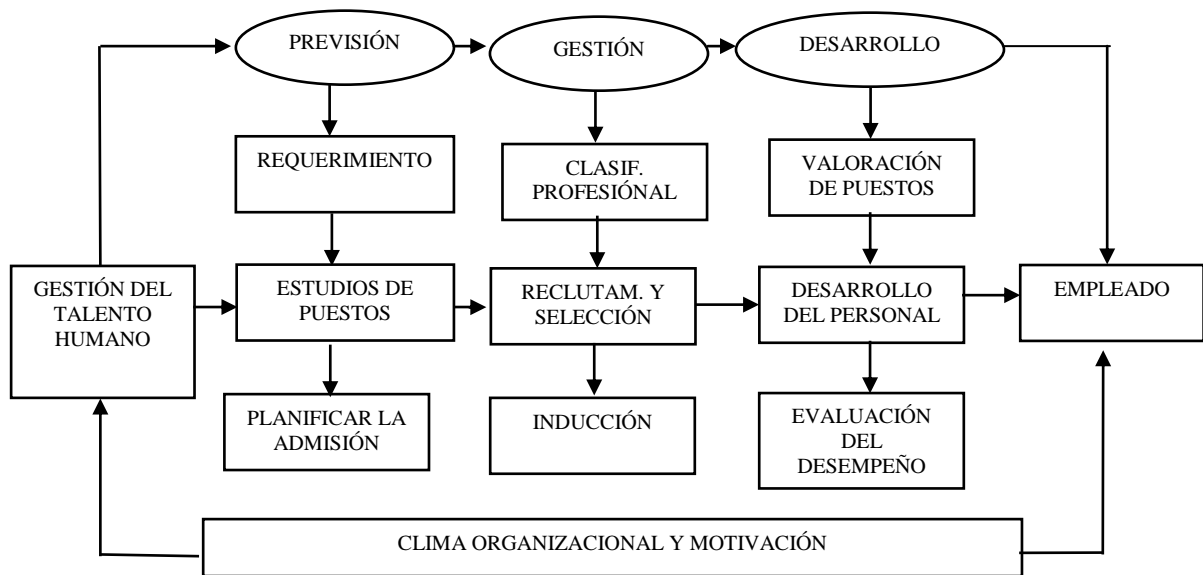 PREVISIÓN
GESTIÓN
DESARROLLO
REQUERIMIENTO
CLASIF.
PROFESIÓNAL
VALORACIÓN
DE PUESTOS
GESTIÓN DEL
TALENTO
HUMANO
ESTUDIOS DE
PUESTOS
RECLUTAM. Y
SELECCIÓN
DESARROLLO
DEL PERSONAL
EMPLEADO
PLANIFICAR LA
ADMISIÓN
INDUCCIÓN
EVALUACIÓN
DEL
DESEMPEÑO
CLIMA ORGANIZACIONAL Y MOTIVACIÓN